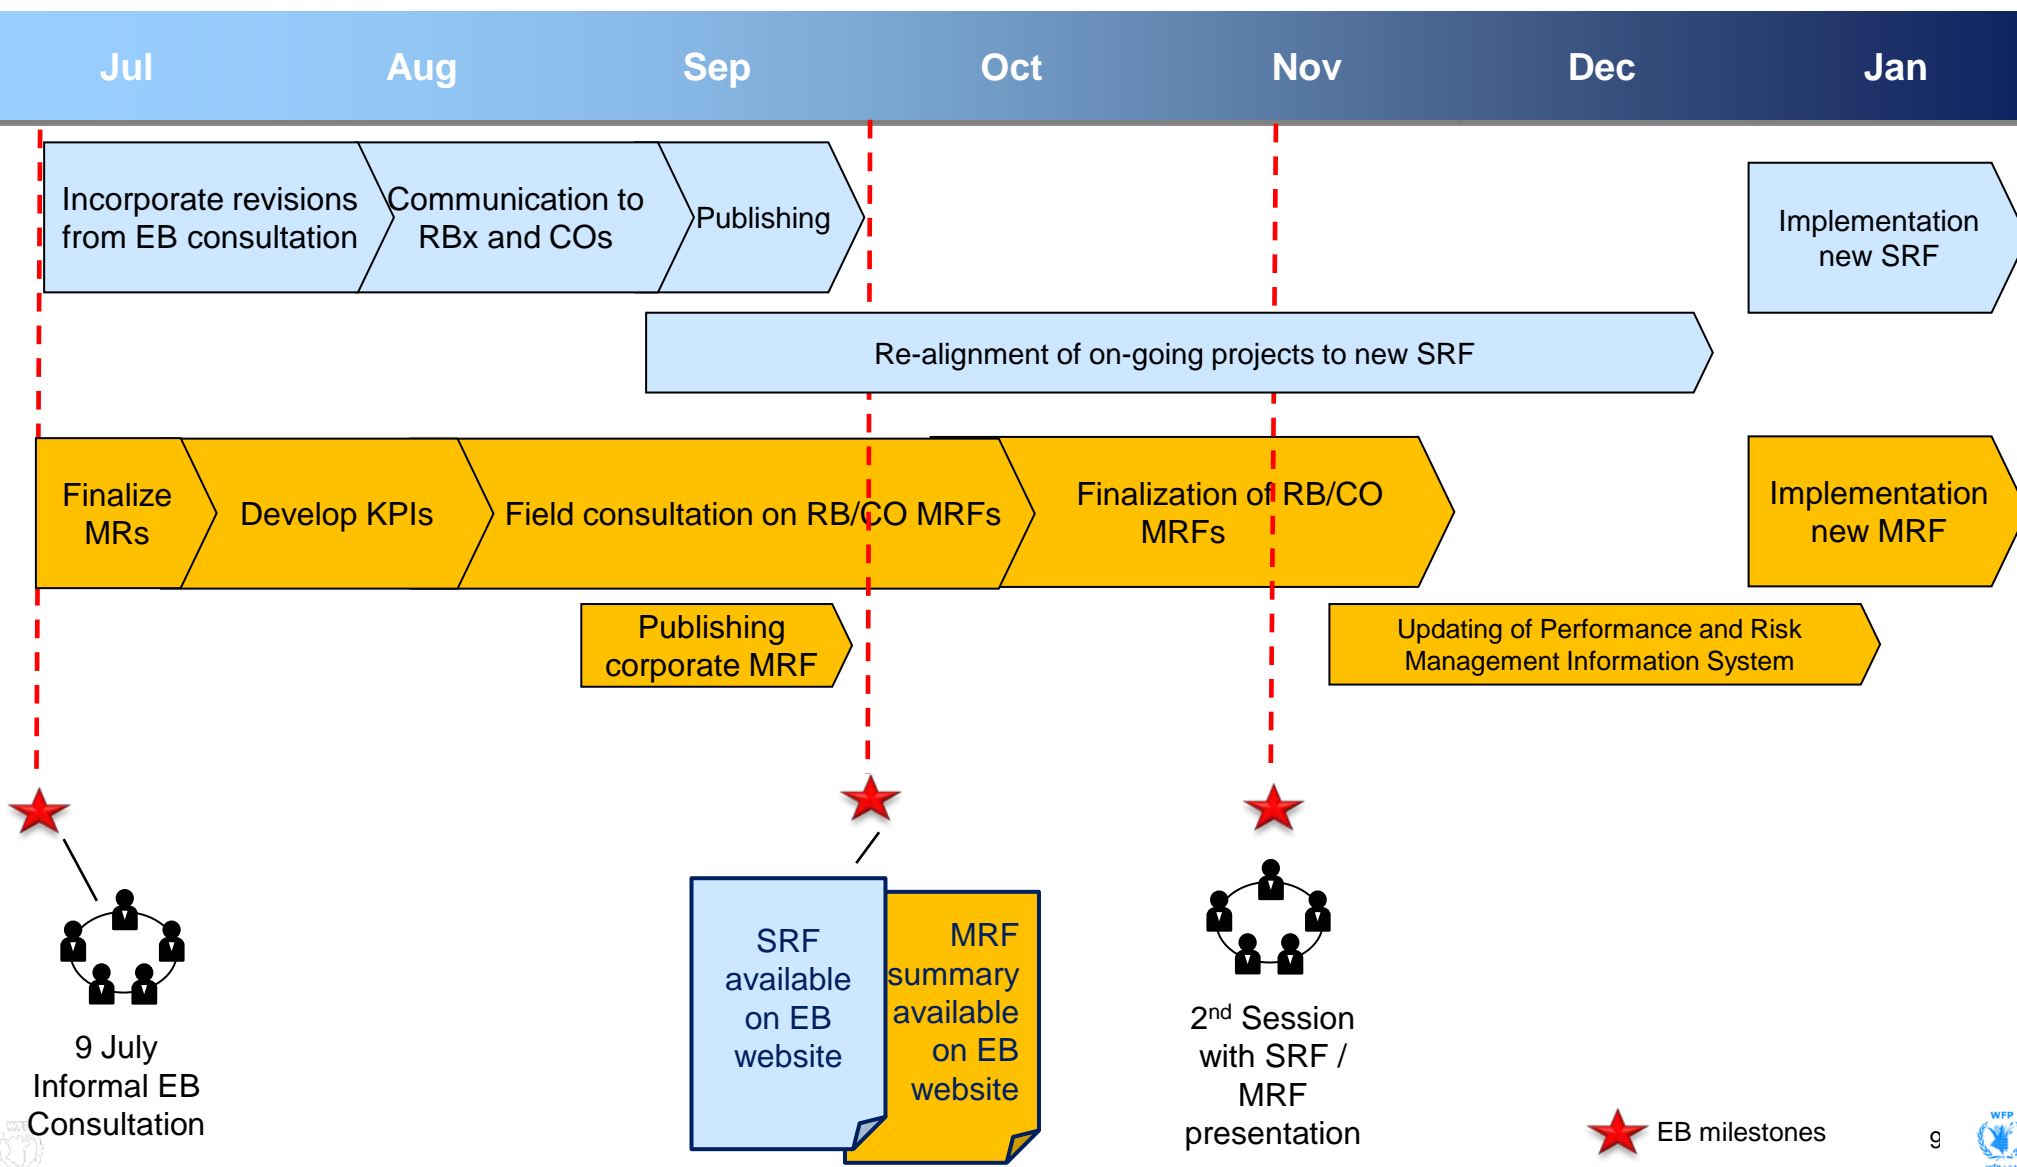 Jul Aug Sep Oct Nov Dec Jan
Incorporate revisions
from EB consultation
Communication to
RBx and COs
Publishing
Implementation
new SRF
Re-alignment of on-going projects to new SRF
Finalize
MRs
Develop KPIs
Field consultation on RB/CO MRFs
Finalization of RB/CO
MRFs
Implementation
new MRF
Publishing
corporate MRF
Updating of Performance and Risk
Management Information System
9 July
Informal EB
Consultation
SRF
available
on EB
website
MRF
summary
available
on EB
website
2nd Session
with SRF /
MRF
presentation
EB milestones
9
WFP
WFP